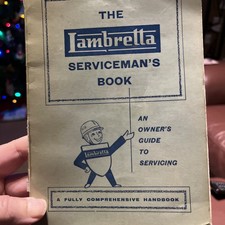 THE
Lambretta
SERVICEMAN'S
BOOK
AN
OWNER'S
GUIDE
TO
SERVICING
Lambretta
A FULLY COMPREHENSIVE HANDBOOK